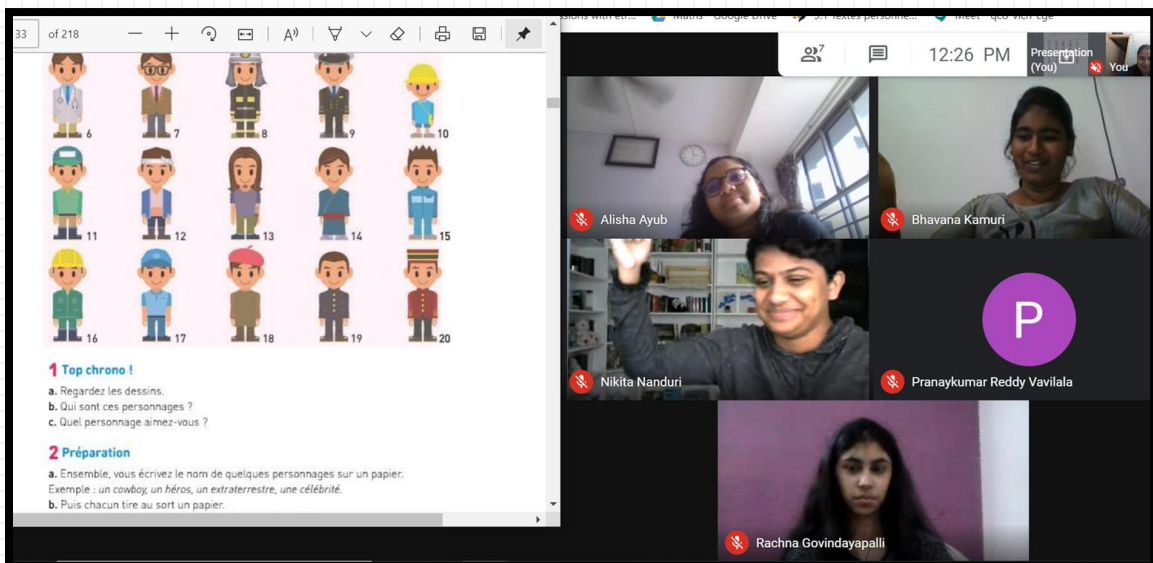 33 of 218
6 7 8 9 10
11 12 13 14 15
16 17 18 19 20
1 Top chrono !
a. Regardez les dessins.
b. Qui sont ces personnages ?
c. Quel personnage aimez-vous ?
2 Préparation
a. Ensemble, vous écrivez le nom de quelques personnages sur un papier.
Exemple : un cowboy, un héros, un extraterrestre, une célébrité.
b. Puis chacun tire au sort un papier.
7
12:26 PM
Presentation
(You)
You
Alisha Ayub
Bhavana Kamuri
Nikita Nanduri
P
Pranaykumar Reddy Vavilala
Rachna Govindayapalli